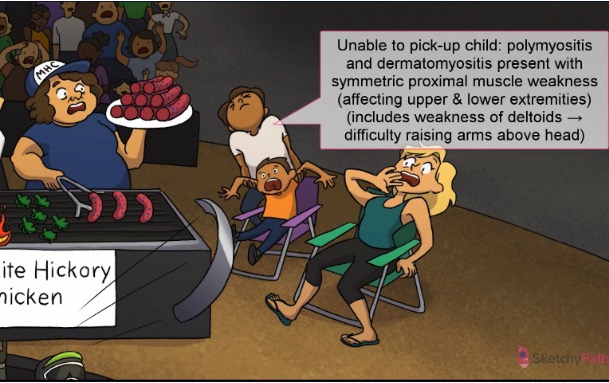 MHC
Unable to pick-up child: polymyositis
and dermatomyositis present with
symmetric proximal muscle weakness
(affecting upper & lower extremities)
(includes weakness of deltoids →
difficulty raising arms above head)
ite Hickory
hicken
SketchyPath